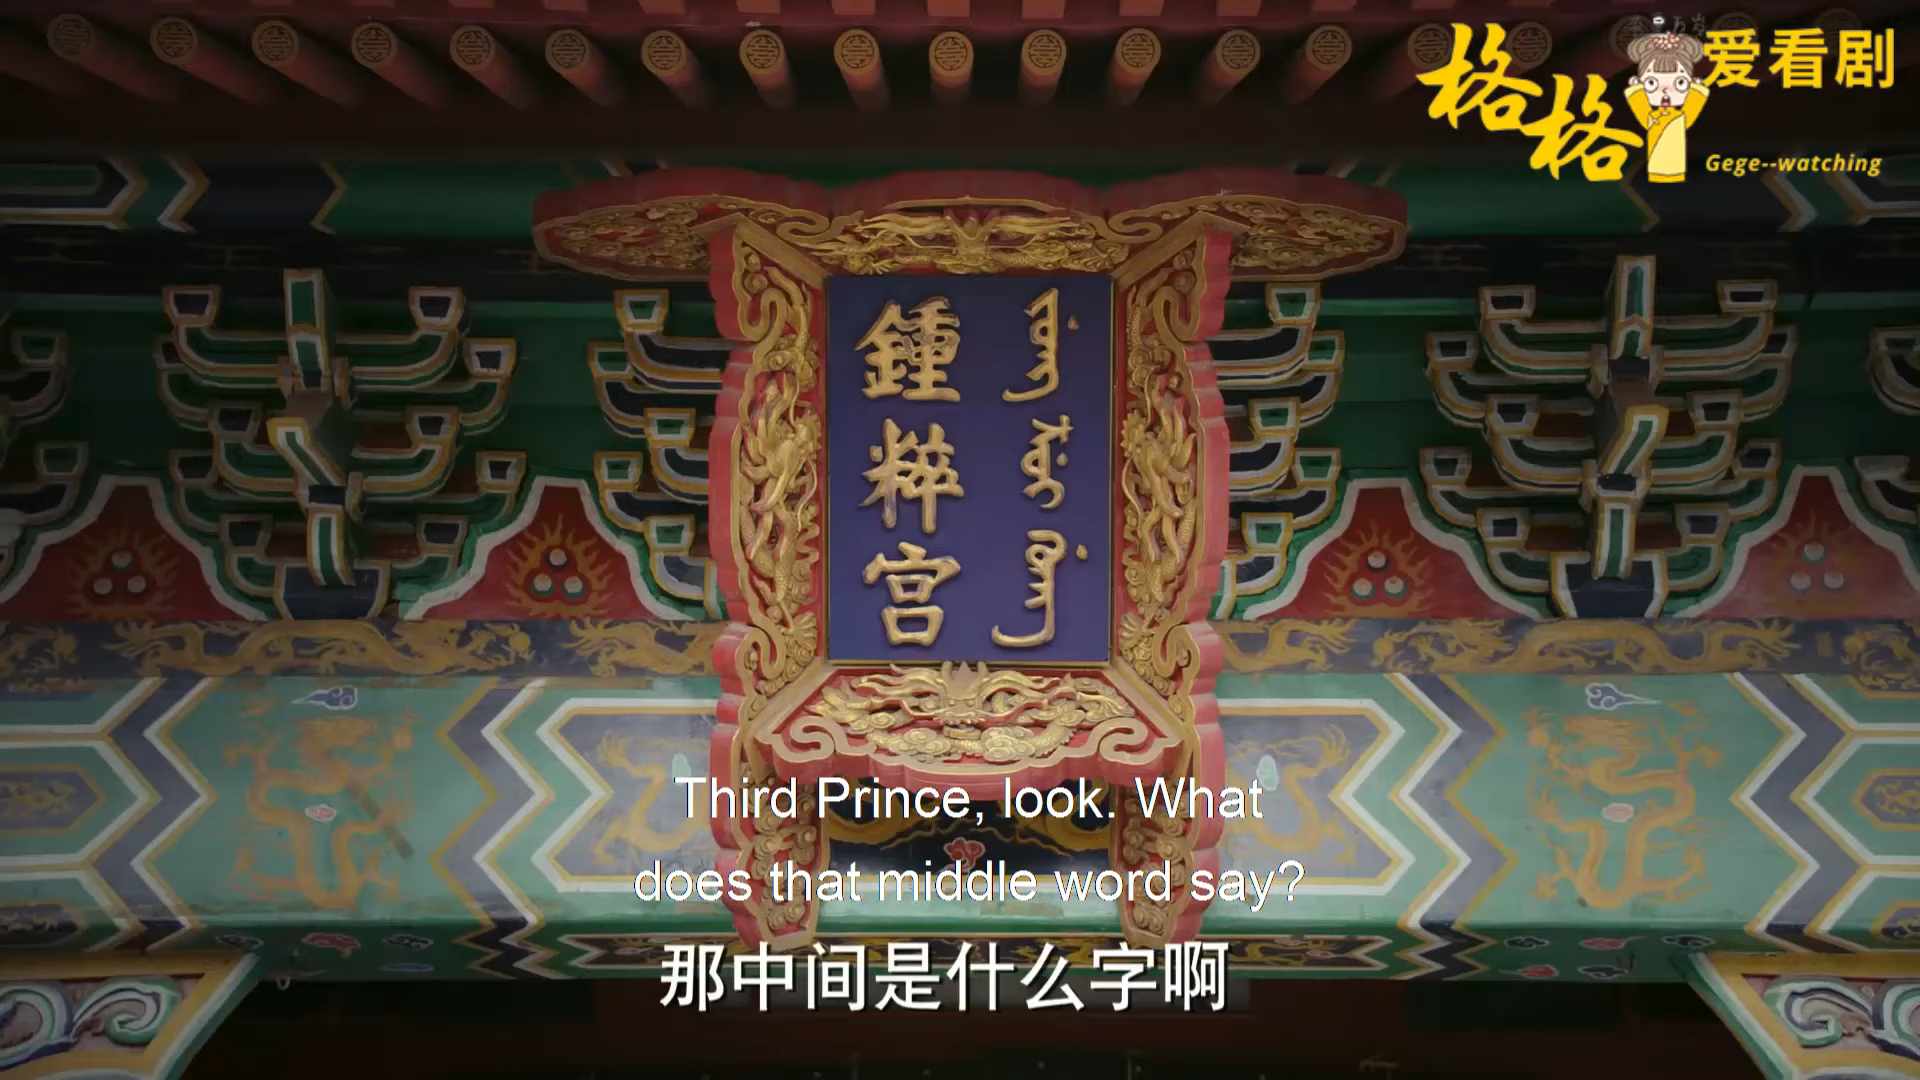 格格
爱看剧
Gege--watching
鍾粹宮
Third Prince, look. What
does that middle word say?
那中间是什么字啊